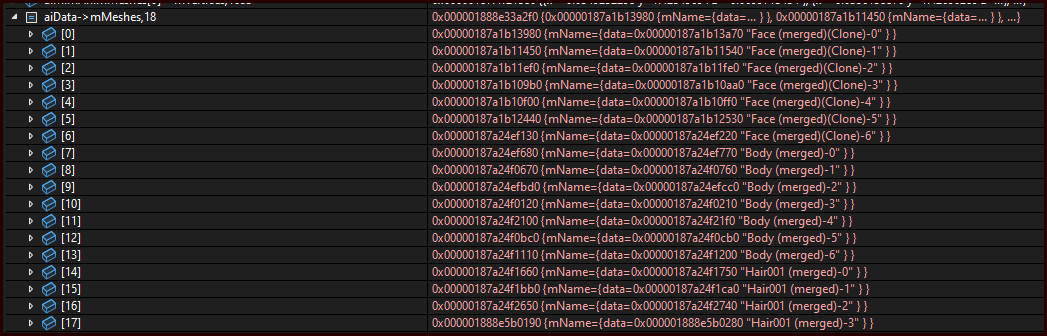 aiData->mMeshes,18 0x000001888e33a2f0 {0x00000187a1b13980 {mName={data=... } }, 0x00000187a1b11450 {mName={data=... } }, ...}
[0] 0x00000187a1b13980 {mName={data=0x00000187a1b13a70 "Face (merged)(Clone)-0" } }
[1] 0x00000187a1b11450 {mName={data=0x00000187a1b11540 "Face (merged)(Clone)-1" } }
[2] 0x00000187a1b11ef0 {mName={data=0x00000187a1b11fe0 "Face (merged)(Clone)-2" } }
[3] 0x00000187a1b109b0 {mName={data=0x00000187a1b10aa0 "Face (merged)(Clone)-3" } }
[4] 0x00000187a1b10f00 {mName={data=0x00000187a1b10ff0 "Face (merged)(Clone)-4" } }
[5] 0x00000187a1b12440 {mName={data=0x00000187a1b12530 "Face (merged)(Clone)-5" } }
[6] 0x00000187a24ef130 {mName={data=0x00000187a24ef220 "Face (merged)(Clone)-6" } }
[7] 0x00000187a24ef680 {mName={data=0x00000187a24ef770 "Body (merged)-0" } }
[8] 0x00000187a24f0670 {mName={data=0x00000187a24f0760 "Body (merged)-1" } }
[9] 0x00000187a24efbd0 {mName={data=0x00000187a24efcc0 "Body (merged)-2" } }
[10] 0x00000187a24f0120 {mName={data=0x00000187a24f0210 "Body (merged)-3" } }
[11] 0x00000187a24f2100 {mName={data=0x00000187a24f21f0 "Body (merged)-4" } }
[12] 0x00000187a24f0bc0 {mName={data=0x00000187a24f0cb0 "Body (merged)-5" } }
[13] 0x00000187a24f1110 {mName={data=0x00000187a24f1200 "Body (merged)-6" } }
[14] 0x00000187a24f1660 {mName={data=0x00000187a24f1750 "Hair001 (merged)-0" } }
[15] 0x00000187a24f1bb0 {mName={data=0x00000187a24f1ca0 "Hair001 (merged)-1" } }
[16] 0x00000187a24f2650 {mName={data=0x00000187a24f2740 "Hair001 (merged)-2" } }
[17] 0x000001888e5b0190 {mName={data=0x000001888e5b0280 "Hair001 (merged)-3" } }